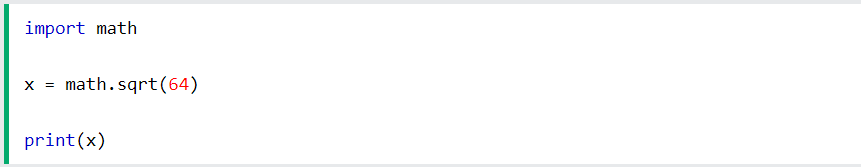 import math
x = math.sqrt(64)
print(x)